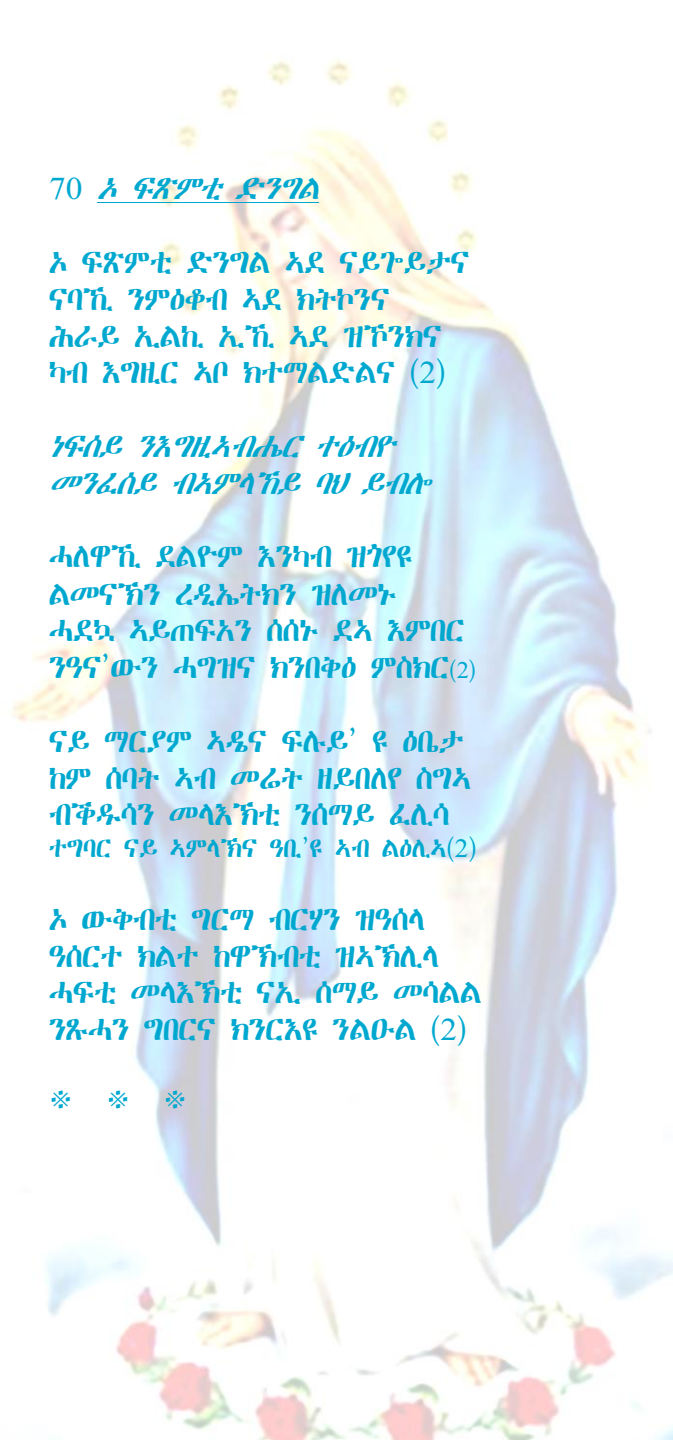 70 ኦ ፍጽምቲ ድንግል
ኦ ፍጽምቲ ድንግል ኣደ ናይጐይታና
ናባኺ ንምዕቆብ ኣደ ክትኮንና
ሕራይ ኢልኪ ኢኺ ኣደ ዝኾንክና
ካብ እግዚር ኣቦ ክተማልድልና (2)
ነፍሰይ ንእግዚኣብሔር ተዕብዮ
መንፈሰይ ብኣምላኸይ ባህ ይብሎ
ሓለዋኺ ደልዮም እንካብ ዝጎየዩ
ልመናኽን ረዲኤትክን ዝለመኑ
ሓደኳ ኣይጠፍአን ሰሰኑ ደኣ እምበር
ንዓና’ውን ሓግዝና ክንበቅዕ ምስክር(2)
ናይ ማርያም ኣዴና ፍሉይ’ ዩ ዕቤታ
ከም ሰባት ኣብ መሬት ዘይበለየ ስግኣ
ብቕዱሳን መላእኽቲ ንሰማይ ፈሊሳ
ተግባር ናይ ኣምላኽና ዓቢ’ዩ ኣብ ልዕሊኣ(2)
ኦ ውቅብቲ ግርማ ብርሃን ዝዓሰላ
ዓሰርተ ክልተ ከዋኽብቲ ዝኣኽሊላ
ሓፍቲ መላእኽቲ ናኢ ሰማይ መሳልል
ንጹሓን ግበርና ክንርእዩ ንልዑል (2)
※ ※ ※